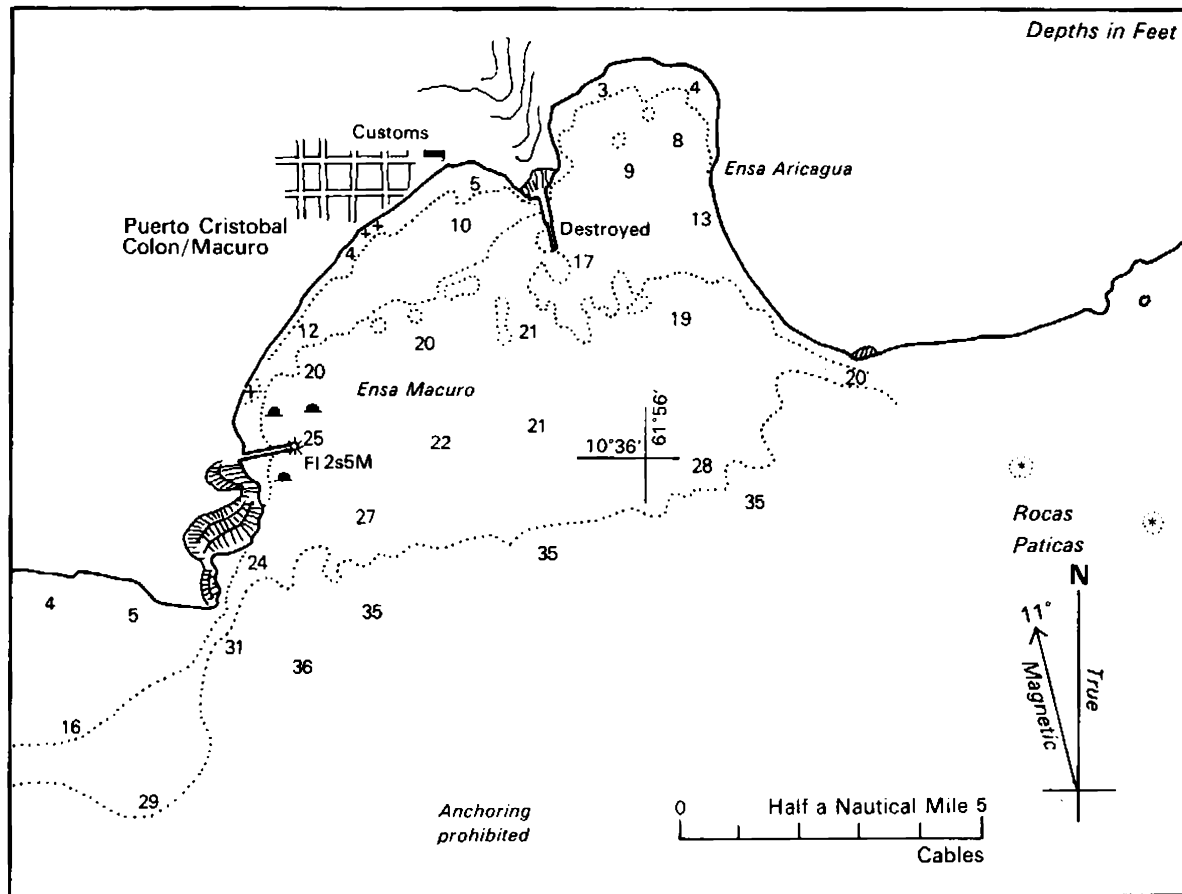 Depths in Feet
3
4
Customs
8
5
9
Ensa Aricagua
10
13
Puerto Cristobal
Colon/Macuro
Destroyed
4
17
12
20
21
19
20
20
Ensa Macuro
61°56'
25
22
21
10°36'
Fl 2s5M
28
35
27
Rocas
Paticas
35
24
N
4
5
35
11°
31
36
Magnetic
True
16
29
Anchoring
prohibited
0 Half a Nautical Mile 5
Cables